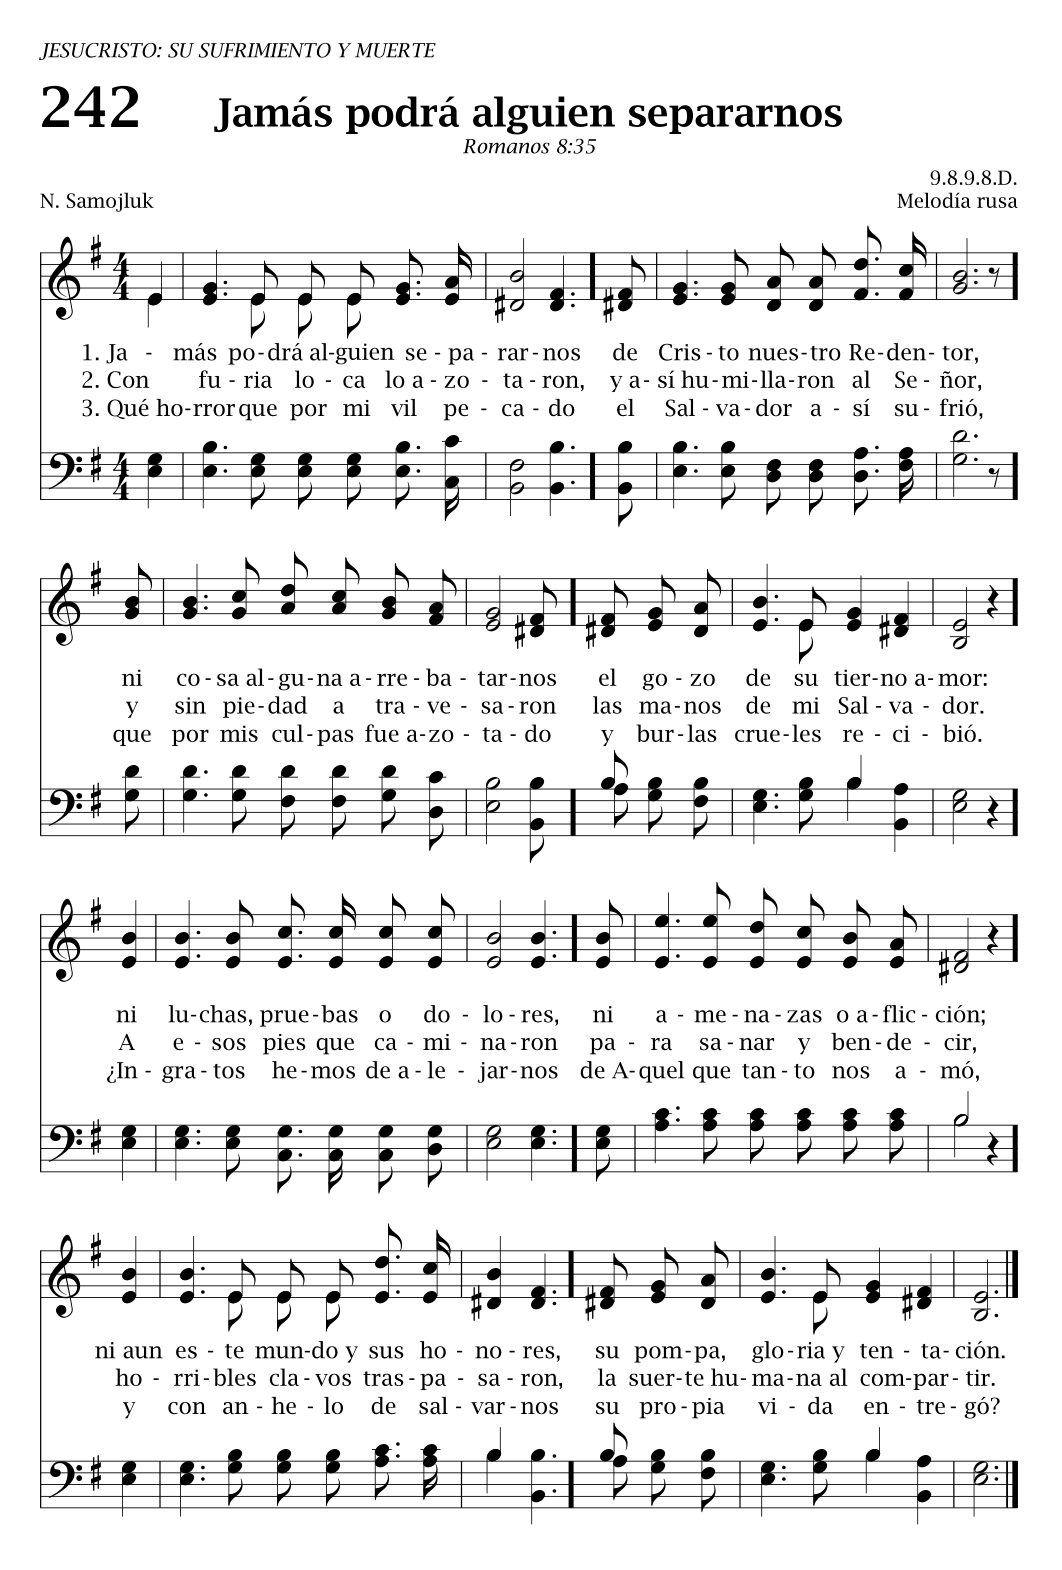 JESUCRISTO: SU SUFRIMIENTO Y MUERTE
242 Jamás podrá alguien separarnos
Romanos 8:35
9.8.9.8.D.
N. Samojluk Melodía rusa
1. Ja - más po - drá al - guien se - pa - rar - nos de Cris - to nues - tro Re - den - tor,
2. Con fu - ria lo - ca lo a - zo - ta - ron, y a - sí hu - mi - lla - ron al Se - ñor,
3. Qué ho - rror que por mi vil pe - ca - do el Sal - va - dor a - sí su - frió,
ni co - sa al - gu - na a - rre - ba - tar - nos el go - zo de su tier - no a - mor:
y sin pie - dad a tra - ve - sa - ron las ma - nos de mi Sal - va - dor.
que por mis cul - pas fue a - zo - ta - do y bur - las crue - les re - ci - bió.
ni lu - chas, prue - bas o do - lo - res, ni a - me - na - zas o a - flic - ción;
A e - sos pies que ca - mi - na - ron pa - ra sa - nar y ben - de - cir,
¿In - gra - tos he - mos de a - le - jar - nos de A - quel que tan - to nos a - mó,
ni aun es - te mun - do y sus ho - no - res, su pom - pa, glo - ria y ten - ta - ción.
ho - rri - bles cla - vos tras - pa - sa - ron, la suer - te hu - ma - na al com - par - tir.
y con an - he - lo de sal - var - nos su pro - pia vi - da en - tre - gó?